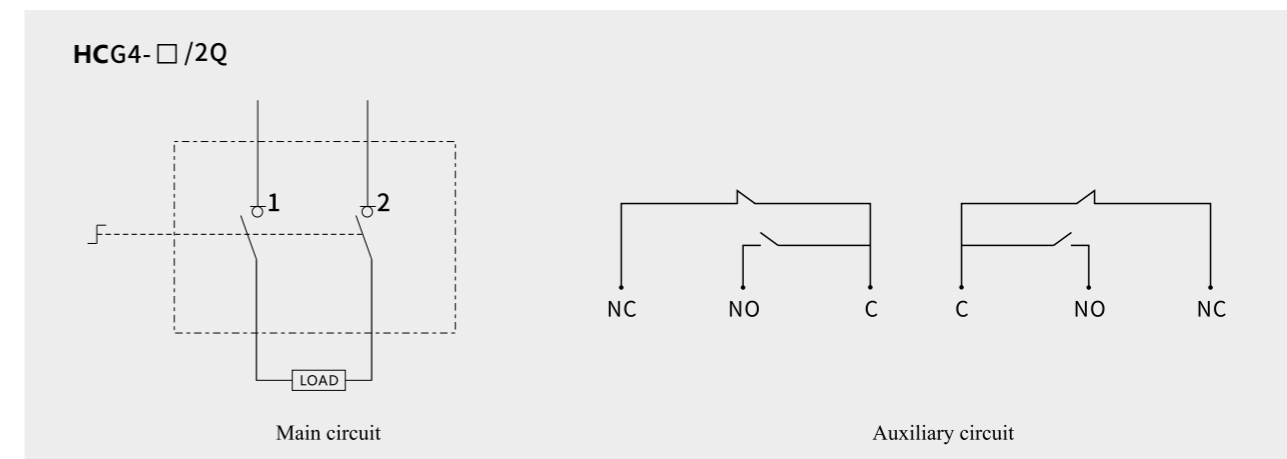 HCG4-□/2Q
1 2
LOAD
NC NO C C NO NC
Main circuit Auxiliary circuit